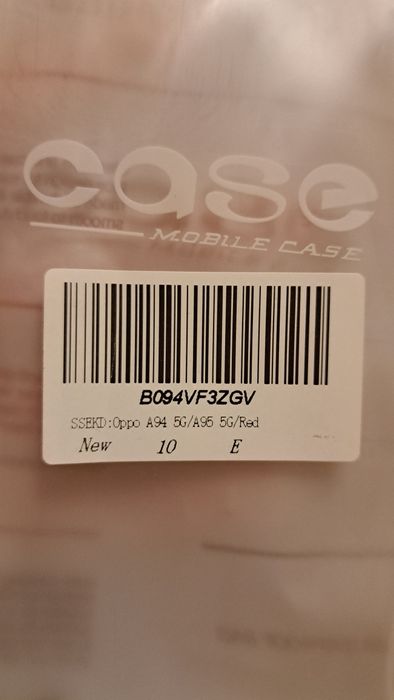 case
MOBILE CASE
B094VF3ZGV
SSEKD:Oppo A94 5G/A95 5G/Red
New 10 E